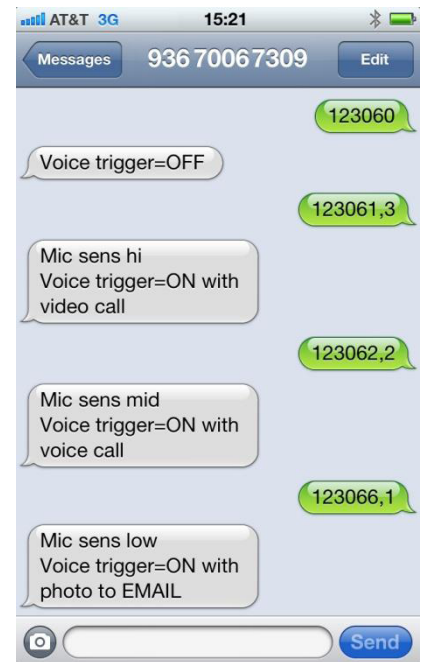 AT&T 3G 15:21
Messages 93670067309 Edit
123060
Voice trigger=OFF
123061,3
Mic sens hi
Voice trigger=ON with
video call
123062,2
Mic sens mid
Voice trigger=ON with
voice call
123066,1
Mic sens low
Voice trigger=ON with
photo to EMAIL
Send